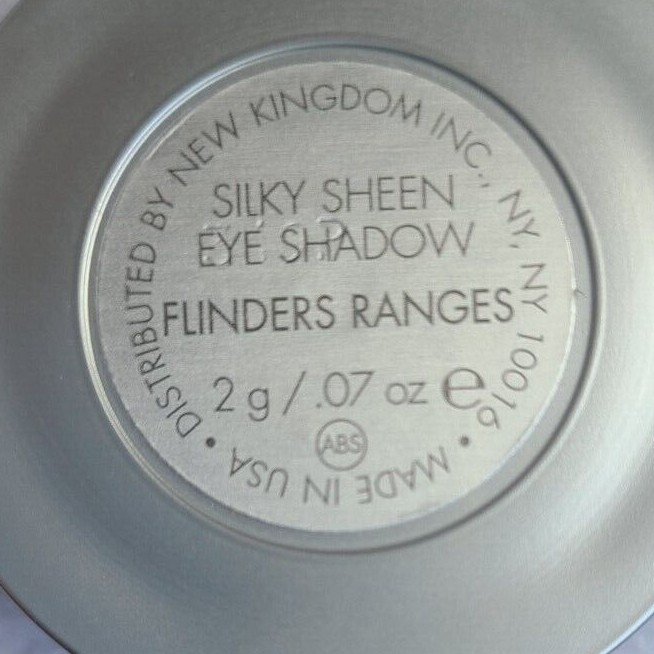 DISTRIBUTED BY NEW KINGDOM INC., NY, NY 10016
SILKY SHEEN
EYE SHADOW
FLINDERS RANGES
2 g / .07 oz e
ABS
• MADE IN USA •